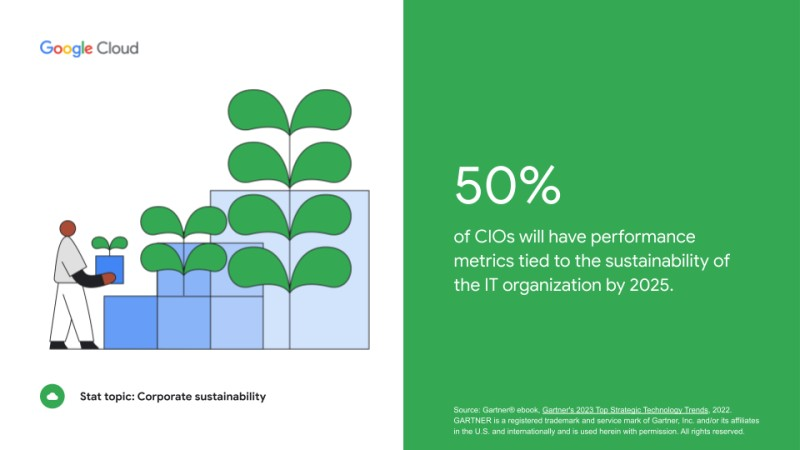 Google Cloud
50%
of CIOs will have performance
metrics tied to the sustainability of
the IT organization by 2025.
Stat topic: Corporate sustainability
Source: Gartner® ebook, Gartner's 2023 Top Strategic Technology Trends, 2022.
GARTNER is a registered trademark and service mark of Gartner, Inc. and/or its affiliates
in the U.S. and internationally and is used herein with permission. All rights reserved.